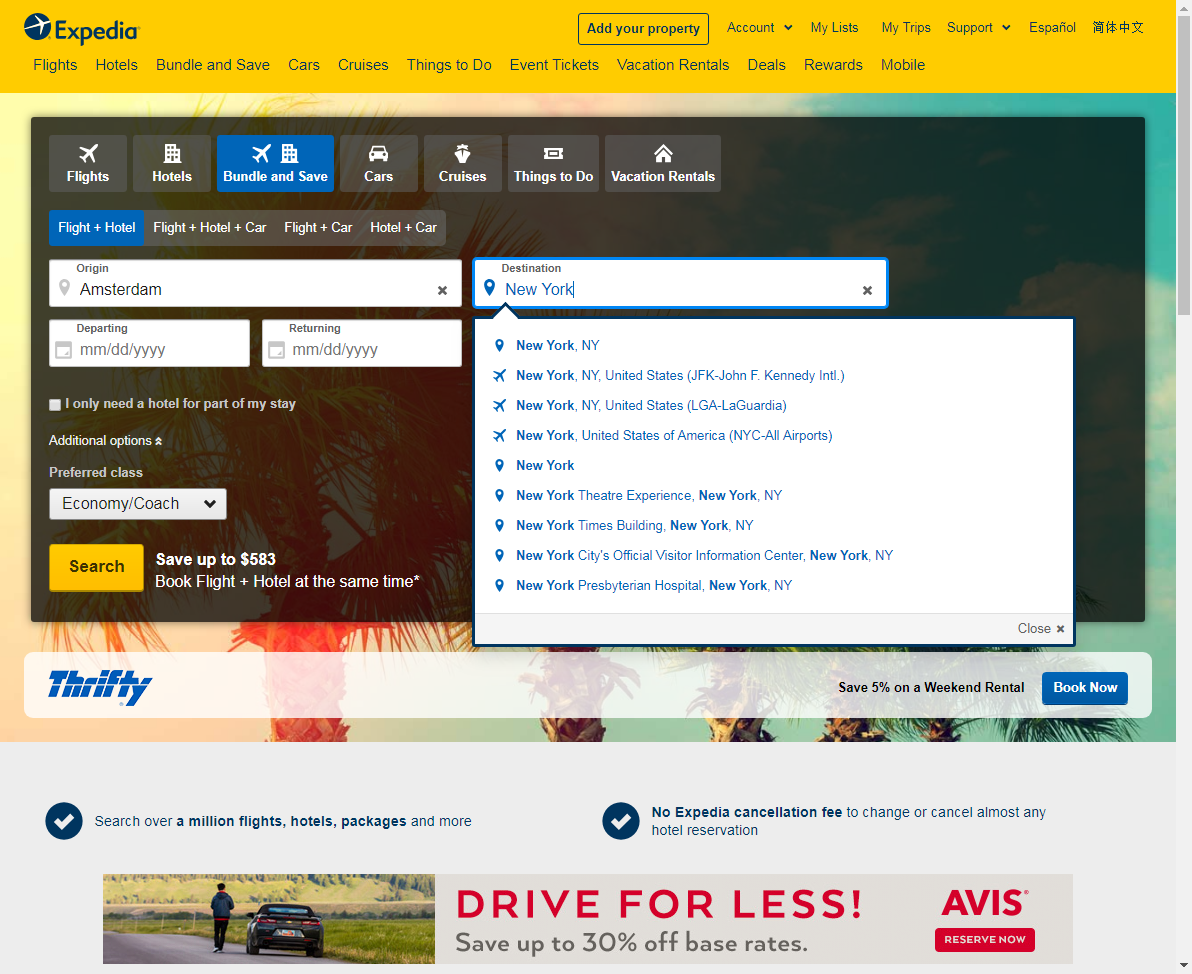 Expedia
Add your property
Account
My Lists
My Trips
Support
Español
简体中文
Flights
Hotels
Bundle and Save
Cars
Cruises
Things to Do
Event Tickets
Vacation Rentals
Deals
Rewards
Mobile
Flights
Hotels
Bundle and Save
Cars
Cruises
Things to Do
Vacation Rentals
Flight + Hotel
Flight + Hotel + Car
Flight + Car
Hotel + Car
Origin
Amsterdam
Destination
New York
Departing
mm/dd/yyyy
Returning
mm/dd/yyyy
New York, NY
New York, NY, United States (JFK-John F. Kennedy Intl.)
New York, NY, United States (LGA-LaGuardia)
New York, United States of America (NYC-All Airports)
New York
New York Theatre Experience, New York, NY
New York Times Building, New York, NY
New York City's Official Visitor Information Center, New York, NY
New York Presbyterian Hospital, New York, NY
Close
I only need a hotel for part of my stay
Additional options
Preferred class
Economy/Coach
Search
Save up to $583
Book Flight + Hotel at the same time*
Thrifty
Save 5% on a Weekend Rental
Book Now
Search over a million flights, hotels, packages and more
No Expedia cancellation fee to change or cancel almost any
hotel reservation
DRIVE FOR LESS!
Save up to 30% off base rates.
AVIS®
RESERVE NOW